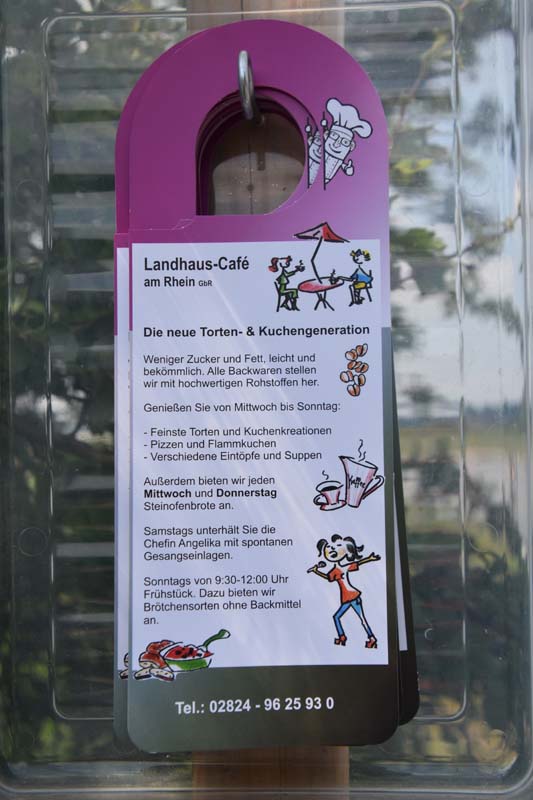 Landhaus-Café
am Rhein GbR
Die neue Torten- & Kuchengeneration
Weniger Zucker und Fett, leicht und
bekömmlich. Alle Backwaren stellen
wir mit hochwertigen Rohstoffen her.
Genießen Sie von Mittwoch bis Sonntag:
- Feinste Torten und Kuchenkreationen
- Pizzen und Flammkuchen
- Verschiedene Eintöpfe und Suppen
Kaffee
Außerdem bieten wir jeden
Mittwoch und Donnerstag
Steinofenbrote an.
Samstags unterhält Sie die
Chefin Angelika mit spontanen
Gesangseinlagen.
Sonntags von 9:30-12:00 Uhr
Frühstück. Dazu bieten wir
Brötchensorten ohne Backmittel
an.
Tel.: 02824 - 96 25 93 0